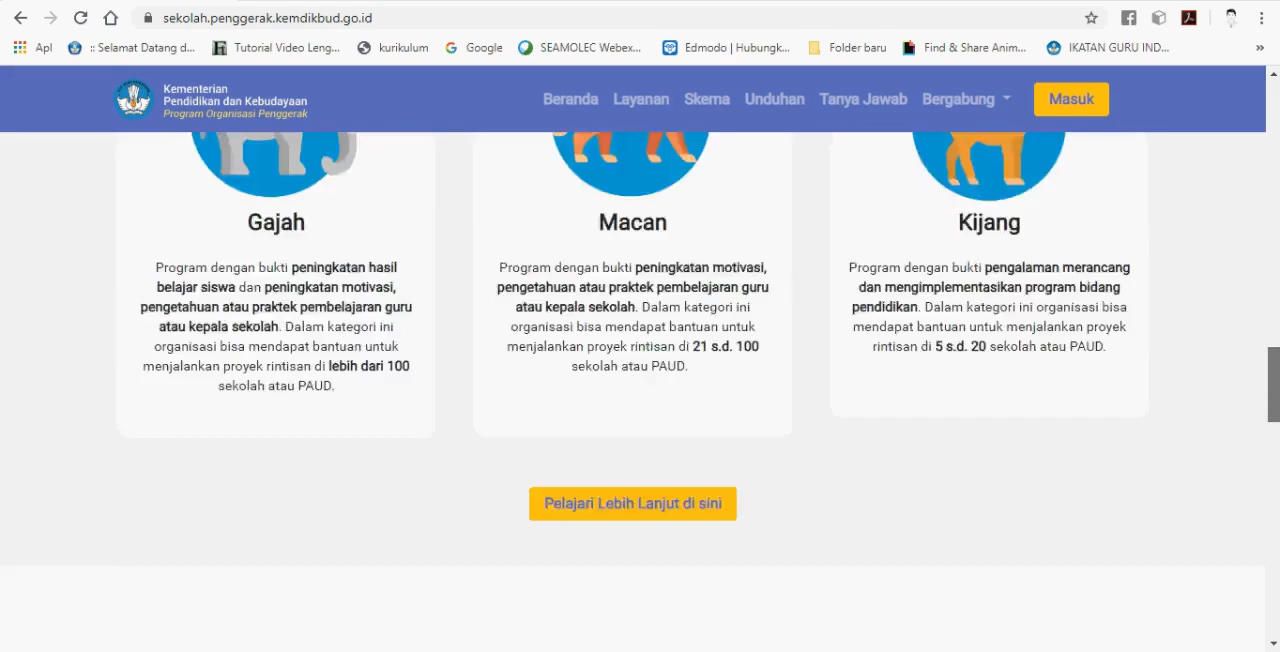 sekolah.penggerak.kemdikbud.go.id
Apl
:: Selamat Datang d...
Tutorial Video Leng...
kurikulum
Google
SEAMOLEC Webex...
Edmodo | Hubungk...
Folder baru
Find & Share Anim...
IKATAN GURU IND...
»
Kementerian
Pendidikan dan Kebudayaan
Program Organisasi Penggerak
Beranda
Layanan
Skema
Unduhan
Tanya Jawab
Bergabung
Masuk
Gajah
Program dengan bukti peningkatan hasil
belajar siswa dan peningkatan motivasi,
pengetahuan atau praktek pembelajaran guru
atau kepala sekolah. Dalam kategori ini
organisasi bisa mendapat bantuan untuk
menjalankan proyek rintisan di lebih dari 100
sekolah atau PAUD.
Macan
Program dengan bukti peningkatan motivasi,
pengetahuan atau praktek pembelajaran guru
atau kepala sekolah. Dalam kategori ini
organisasi bisa mendapat bantuan untuk
menjalankan proyek rintisan di 21 s.d. 100
sekolah atau PAUD.
Kijang
Program dengan bukti pengalaman merancang
dan mengimplementasikan program bidang
pendidikan. Dalam kategori ini organisasi bisa
mendapat bantuan untuk menjalankan proyek
rintisan di 5 s.d. 20 sekolah atau PAUD.
Pelajari Lebih Lanjut di sini